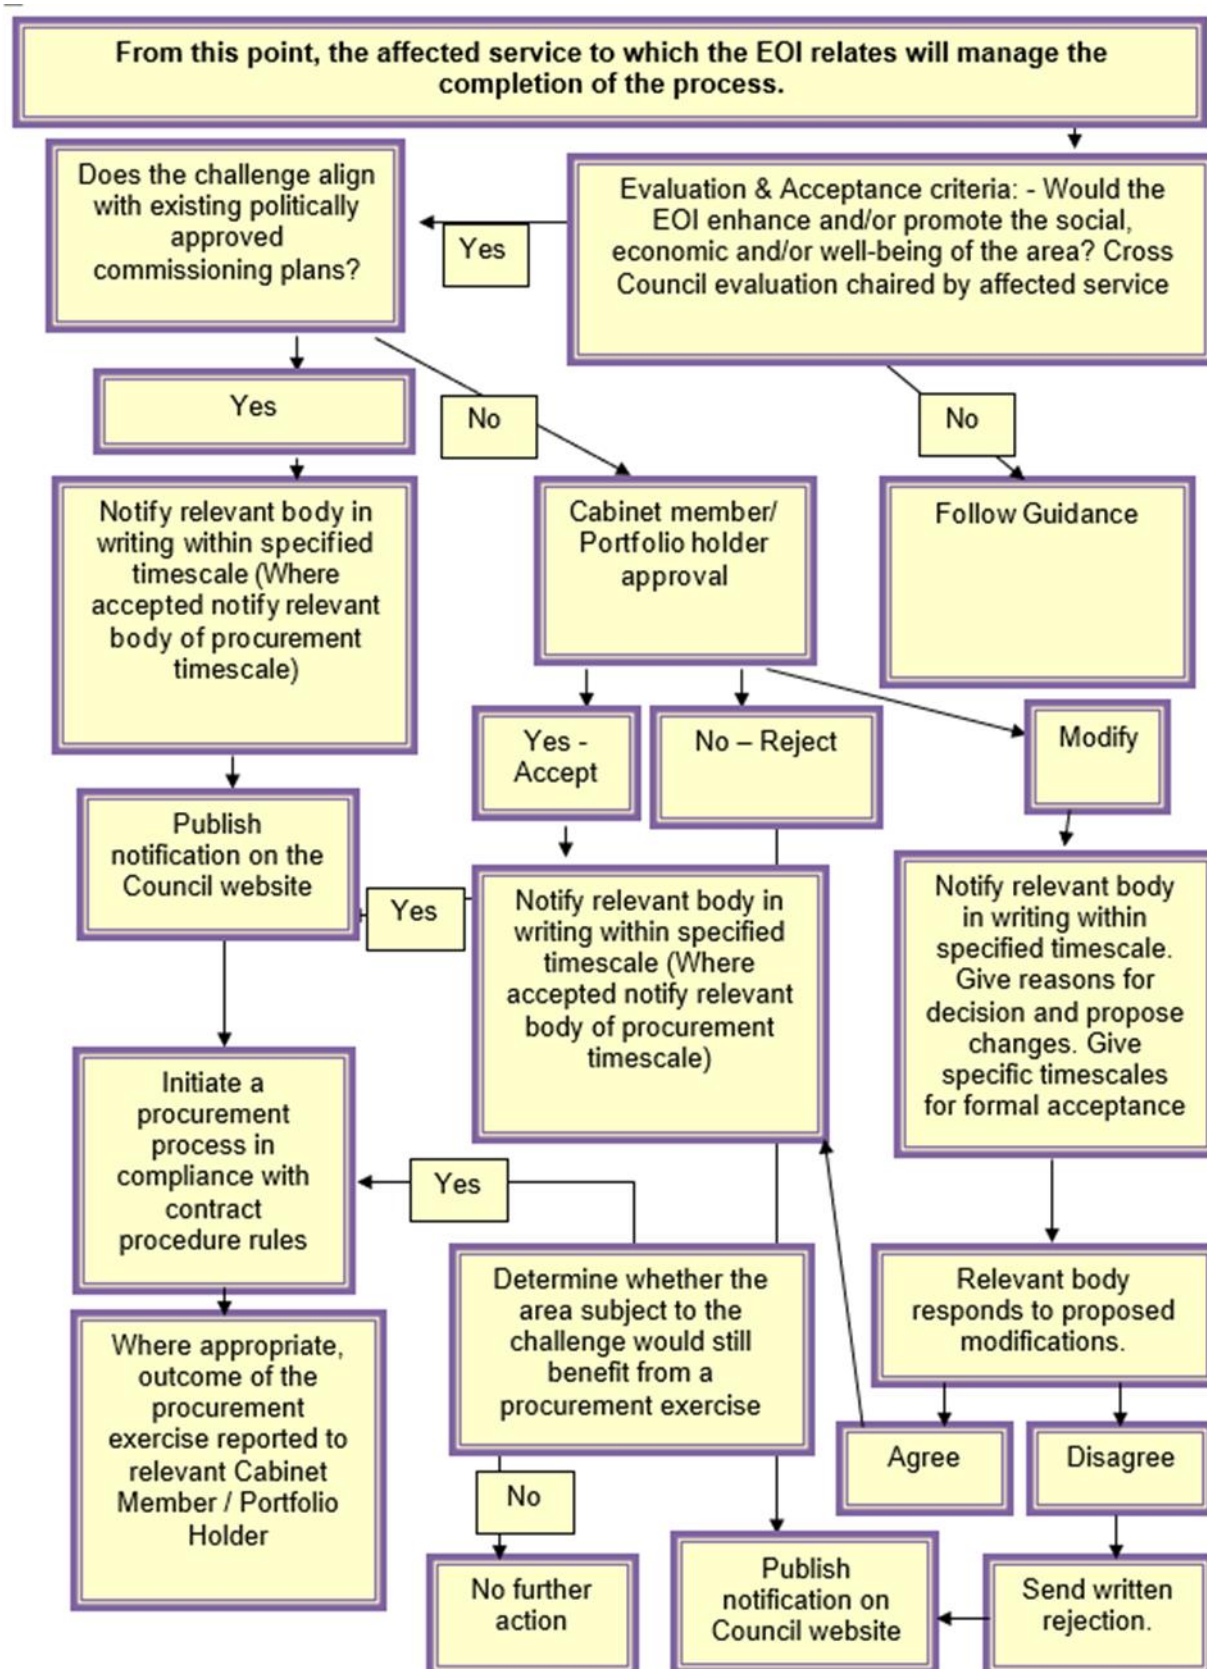 From this point, the affected service to which the EOI relates will manage the
completion of the process.
Does the challenge align
with existing politically
approved
commissioning plans?
Yes
Evaluation & Acceptance criteria: - Would the
EOI enhance and/or promote the social,
economic and/or well-being of the area? Cross
Council evaluation chaired by affected service
Yes
No
No
Notify relevant body in
writing within specified
timescale (Where
accepted notify relevant
body of procurement
timescale)
Cabinet member/
Portfolio holder
approval
Follow Guidance
Yes -
Accept
No – Reject
Modify
Publish
notification on the
Council website
Yes
Notify relevant body in
writing within specified
timescale (Where
accepted notify relevant
body of procurement
timescale)
Notify relevant body
in writing within
specified timescale.
Give reasons for
decision and propose
changes. Give
specific timescales
for formal acceptance
Initiate a
procurement
process in
compliance with
contract
procedure rules
Yes
Determine whether the
area subject to the
challenge would still
benefit from a
procurement exercise
Relevant body
responds to proposed
modifications.
Where appropriate,
outcome of the
procurement
exercise reported to
relevant Cabinet
Member / Portfolio
Holder
Agree
Disagree
No
No further
action
Publish
notification on
Council website
Send written
rejection.